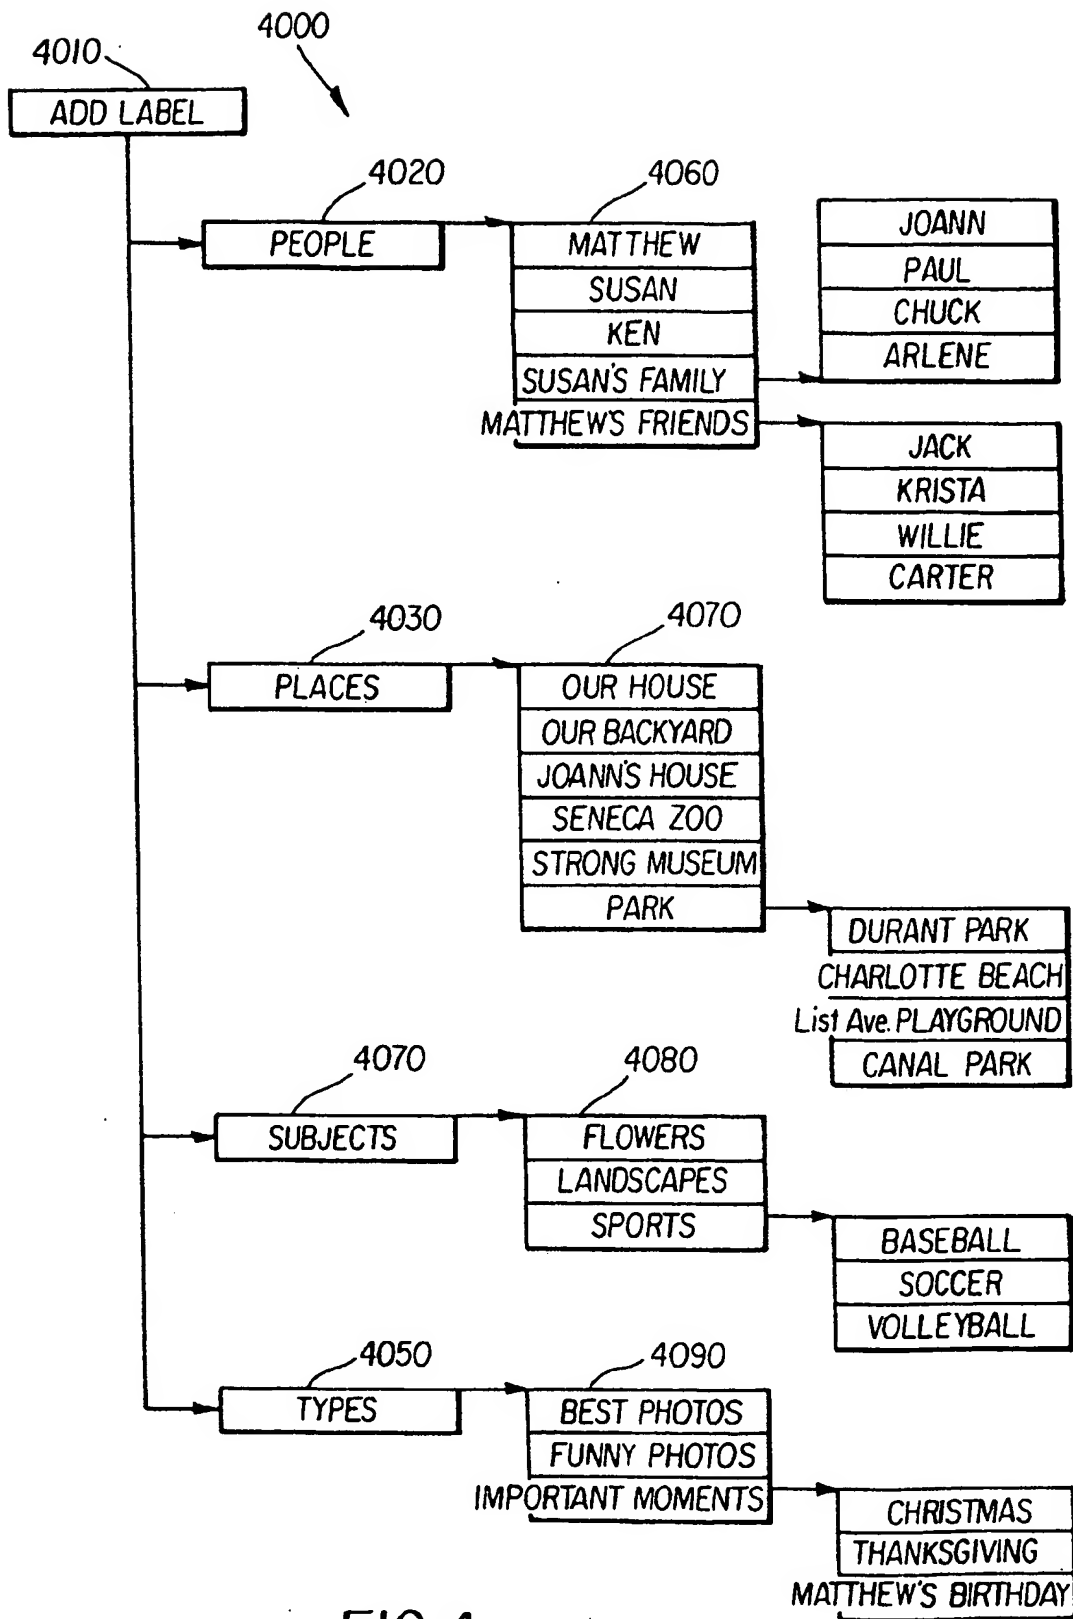 4000
4010
ADD LABEL
4020
PEOPLE
4060
MATTHEW
SUSAN
KEN
SUSAN'S FAMILY
MATTHEW'S FRIENDS
JOANN
PAUL
CHUCK
ARLENE
JACK
KRISTA
WILLIE
CARTER
4030
PLACES
4070
OUR HOUSE
OUR BACKYARD
JOANN'S HOUSE
SENECA ZOO
STRONG MUSEUM
PARK
DURANT PARK
CHARLOTTE BEACH
List Ave. PLAYGROUND
CANAL PARK
4070
SUBJECTS
4080
FLOWERS
LANDSCAPES
SPORTS
BASEBALL
SOCCER
VOLLEYBALL
4050
TYPES
4090
BEST PHOTOS
FUNNY PHOTOS
IMPORTANT MOMENTS
CHRISTMAS
THANKSGIVING
MATTHEW'S BIRTHDAY